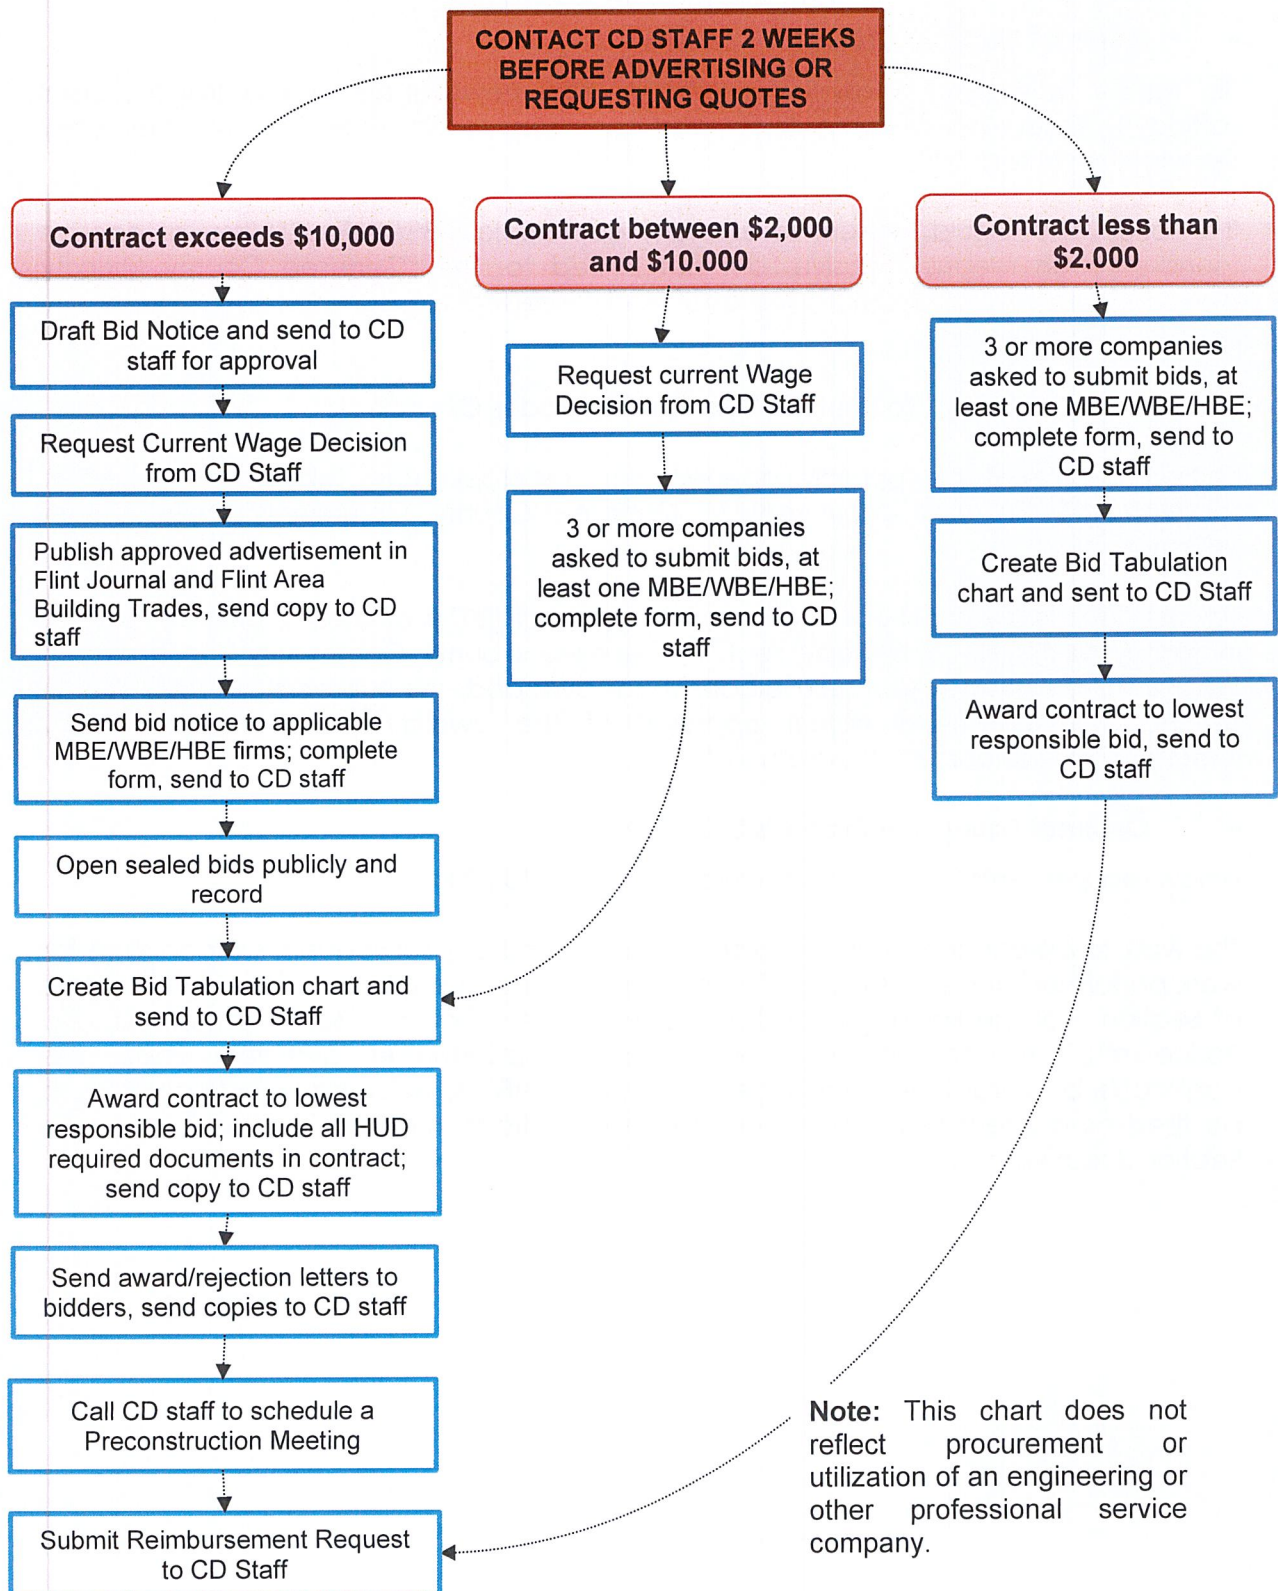 CONTACT CD STAFF 2 WEEKS
BEFORE ADVERTISING OR
REQUESTING QUOTES
Contract exceeds $10,000
Draft Bid Notice and send to CD
staff for approval
Request Current Wage Decision
from CD Staff
Publish approved advertisement in
Flint Journal and Flint Area
Building Trades, send copy to CD
staff
Send bid notice to applicable
MBE/WBE/HBE firms; complete
form, send to CD staff
Open sealed bids publicly and
record
Create Bid Tabulation chart and
send to CD Staff
Award contract to lowest
responsible bid; include all HUD
required documents in contract;
send copy to CD staff
Send award/rejection letters to
bidders, send copies to CD staff
Call CD staff to schedule a
Preconstruction Meeting
Submit Reimbursement Request
to CD Staff
Contract between $2,000
and $10,000
Request current Wage
Decision from CD Staff
3 or more companies
asked to submit bids, at
least one MBE/WBE/HBE;
complete form, send to CD
staff
Contract less than
$2,000
3 or more companies
asked to submit bids, at
least one MBE/WBE/HBE;
complete form, send to
CD staff
Create Bid Tabulation
chart and sent to CD Staff
Award contract to lowest
responsible bid, send to
CD staff
Note: This chart does not
reflect procurement or
utilization of an engineering or
other professional service
company.